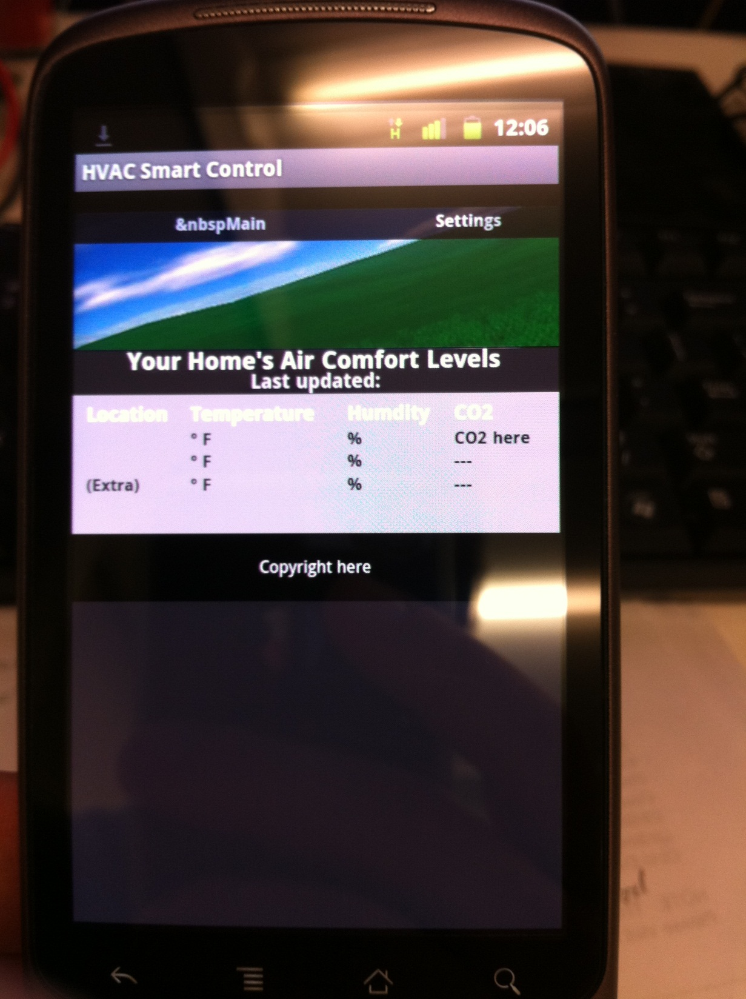 H 12:06
HVAC Smart Control
&nbspMain Settings
Your Home's Air Comfort Levels
Last updated:
Location Temperature Humdity CO2
° F % CO2 here
° F % ---
(Extra) ° F % ---
Copyright here